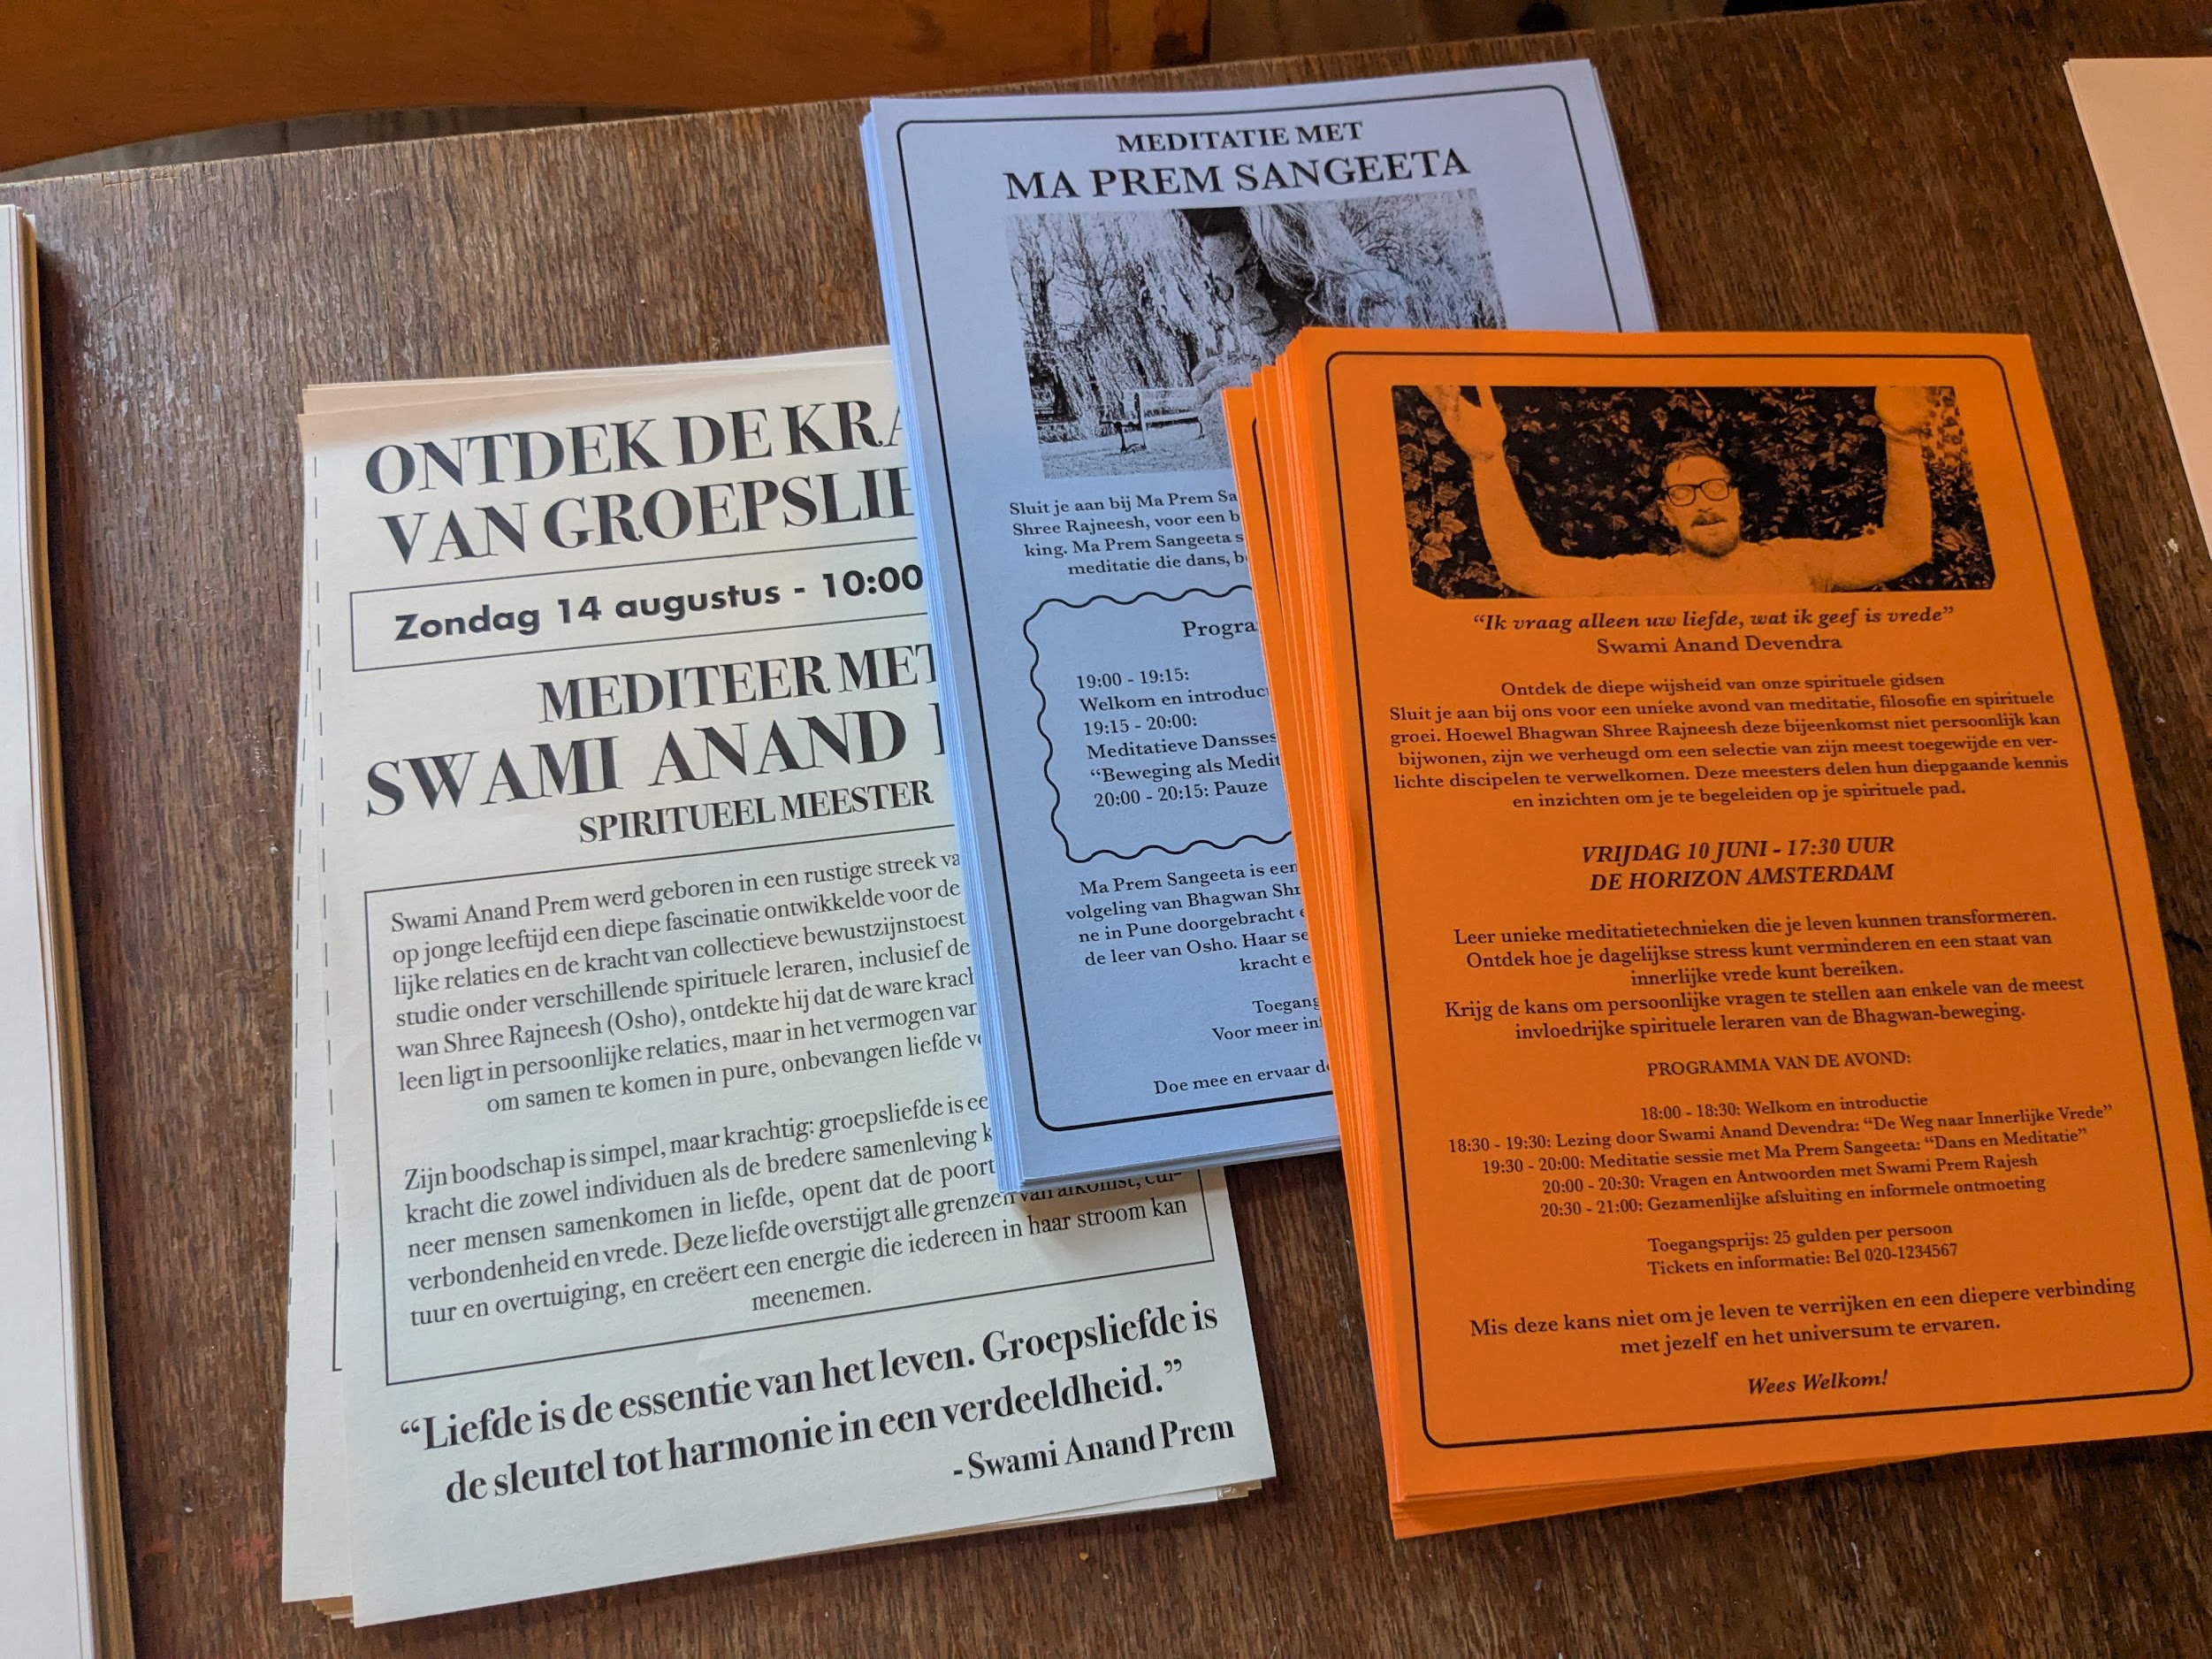 ONTDEK DE
VAN
Zondag 14 augustus - 10:00
MEDITEER MET
SWAMI ANAND
SPIRITUEEL MEESTER
Swami Anand Prem werd geboren in een rustige streek
op jonge leeftijd een diepe fascinatie ontwikkelde voor de
lijke relaties en de kracht van collectieve
studie onder verschillende spirituele leraren, inclusief de
wan Shree Rajneesh (Osho), ontdekte hij dat de ware
leen ligt in persoonlijke relaties, maar in het vermogen
om samen te komen in pure, onbevangen liefde
Zijn boodschap is simpel, maar krachtig: groepsliefde is
kracht die zowel individuen als de bredere samenleving
neer mensen samenkomen in liefde, opent dat de
verbondenheid en vrede. Deze liefde overstijgt alle grenzen van afkomst, cul-
tuur en overtuiging, en creëert een energie die iedereen in haar stroom kan
meenemen.
“Liefde is de essentie van het leven. Groepsliefde is
de sleutel tot harmonie in een verdeeldheid.”
- Swami Anand Prem
MEDITATIE MET
MA PREM SANGEETA
Sluit je aan bij Ma Prem
Shree Rajneesh, voor een
king. Ma Prem Sangeeta
meditatie die dans,
19:00 - 19:15:
Welkom en
19:15 - 20:00:
Meditatieve
“Beweging als
20:00 - 20:15: Pauze
Ma Prem Sangeeta is een
volgeling van Bhagwan
ne in Pune doorgebracht
de leer van Osho. Haar
kracht
Voor meer
Doe mee en ervaar
“Ik vraag alleen uw liefde, wat ik geef is vrede”
Swami Anand Devendra
Ontdek de diepe wijsheid van onze spirituele gidsen
Sluit je aan bij ons voor een unieke avond van meditatie, filosofie en spirituele
groei. Hoewel Bhagwan Shree Rajneesh deze bijeenkomst niet persoonlijk kan
bijwonen, zijn we verheugd om een selectie van zijn meest toegewijde en ver-
lichte discipelen te verwelkomen. Deze meesters delen hun diepgaande kennis
en inzichten om je te begeleiden op je spirituele pad.
VRIJDAG 10 JUNI - 17:30 UUR
DE HORIZON AMSTERDAM
Leer unieke meditatietechnieken die je leven kunnen transformeren.
Ontdek hoe je dagelijkse stress kunt verminderen en een staat van
innerlijke vrede kunt bereiken.
Krijg de kans om persoonlijke vragen te stellen aan enkele van de meest
invloedrijke spirituele leraren van de Bhagwan-beweging.
PROGRAMMA VAN DE AVOND:
18:00 - 18:30: Welkom en introductie
18:30 - 19:30: Lezing door Swami Anand Devendra: “De Weg naar Innerlijke Vrede”
19:30 - 20:00: Meditatie sessie met Ma Prem Sangeeta: “Dans en Meditatie”
20:00 - 20:30: Vragen en Antwoorden met Swami Prem Rajesh
20:30 - 21:00: Gezamenlijke afsluiting en informele ontmoeting
Toegangsprijs: 25 gulden per persoon
Tickets en informatie: Bel 020-1234567
Mis deze kans niet om je leven te verrijken en een diepere verbinding
met jezelf en het universum te ervaren.
Wees Welkom!